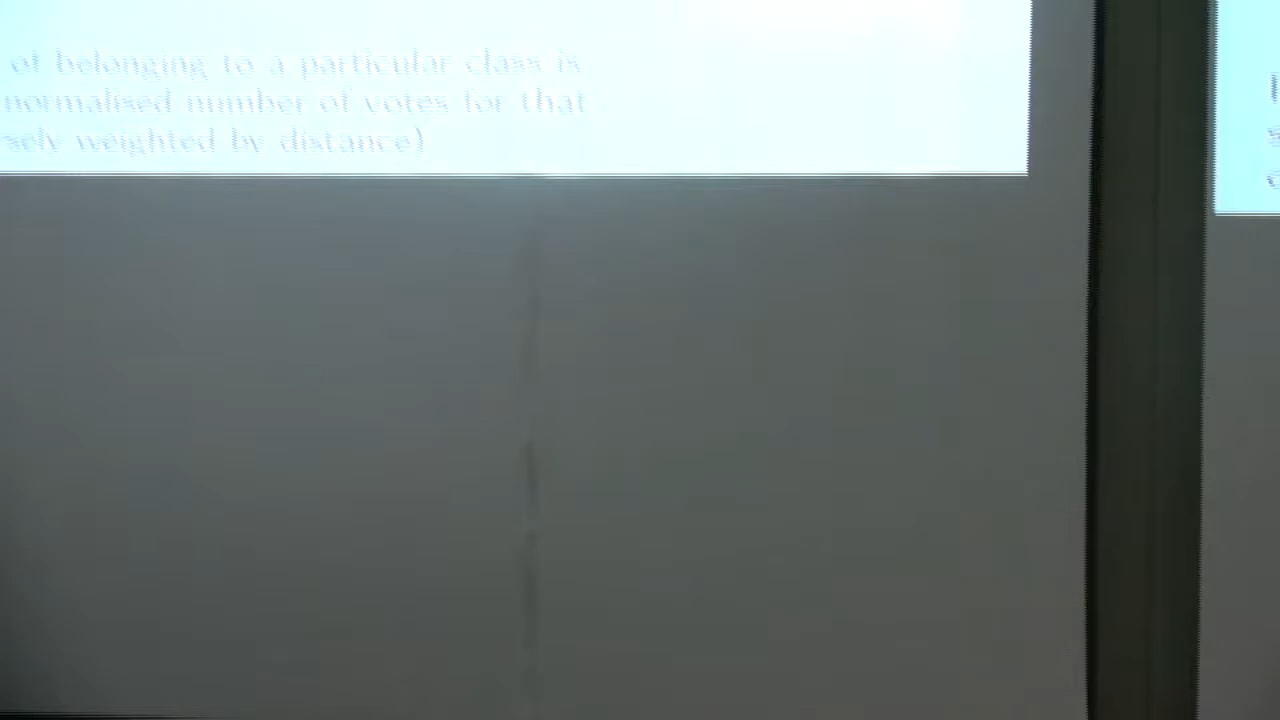 of belonging to a particular class is
normalised number of votes for that
sely weighted by distance)